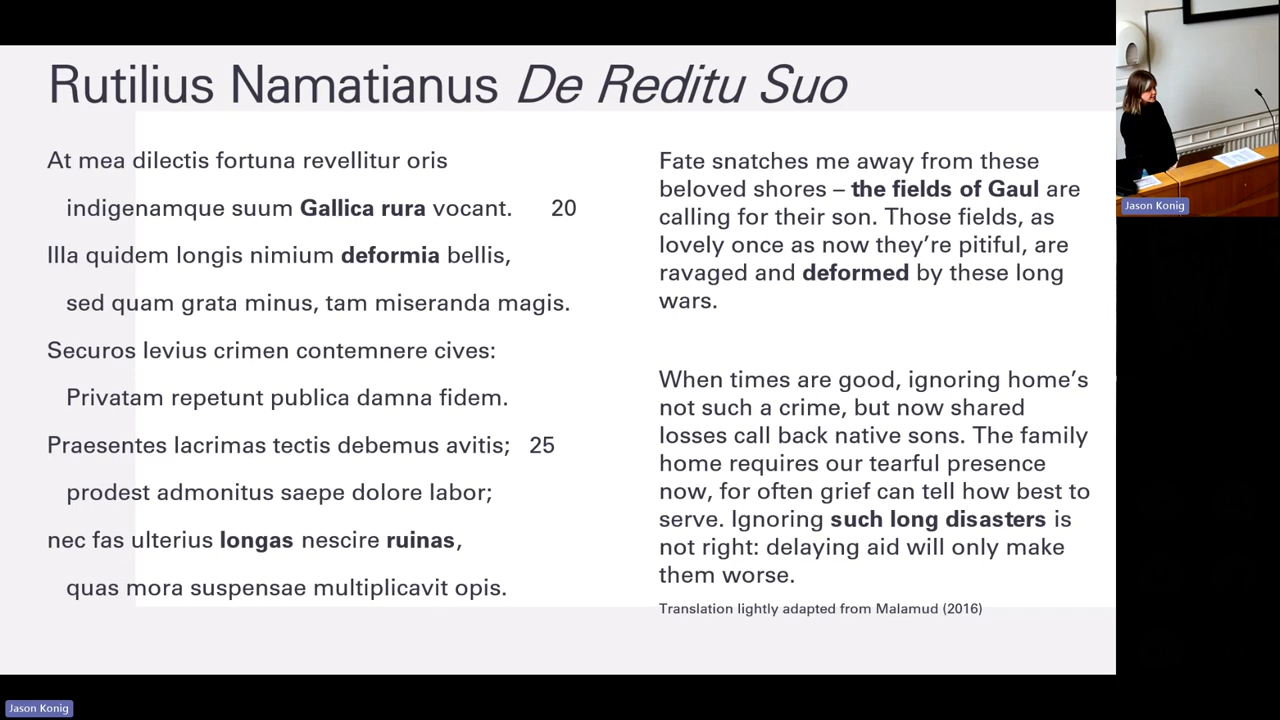 Rutilius Namatianus De Reditu Suo
At mea dilectis fortuna revellitur oris
indigenamque suum Gallica rura vocant. 20
Illa quidem longis nimium deformia bellis,
sed quam grata minus, tam miseranda magis.
Securos levius crimen contemnere cives:
Privatam repetunt publica damna fidem.
Praesentes lacrimas tectis debemus avitis; 25
prodest admonitus saepe dolore labor;
nec fas ulterius longas nescire ruinas,
quas mora suspensae multiplicavit opis.
Fate snatches me away from these
beloved shores – the fields of Gaul are
calling for their son. Those fields, as
lovely once as now they’re pitiful, are
ravaged and deformed by these long
wars.
When times are good, ignoring home’s
not such a crime, but now shared
losses call back native sons. The family
home requires our tearful presence
now, for often grief can tell how best to
serve. Ignoring such long disasters is
not right: delaying aid will only make
them worse.
Translation lightly adapted from Malamud (2016)
Jason Konig
Jason Konig